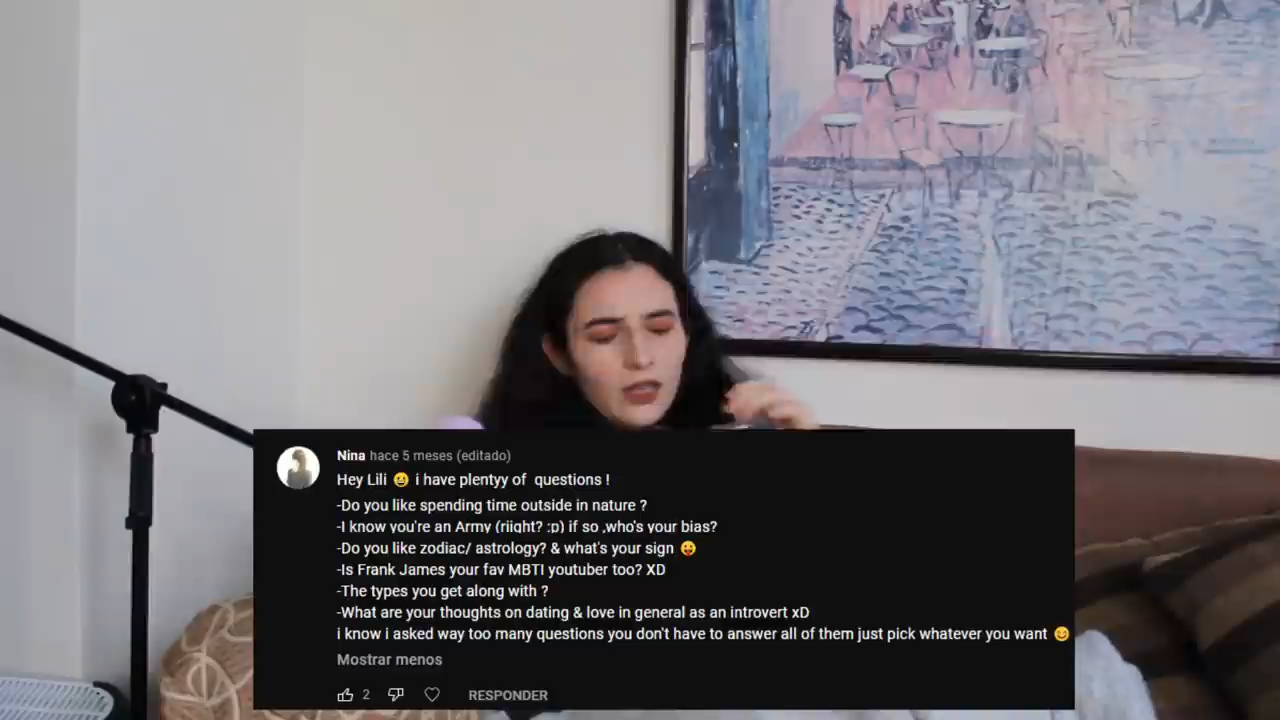 Nina hace 5 meses (editado)
Hey Lili 😆 i have plentyy of questions !
-Do you like spending time outside in nature ?
-I know you're an Army (riight? :p) if so ,who's your bias?
-Do you like zodiac/ astrology? & what's your sign 😛
-Is Frank James your fav MBTI youtuber too? XD
-The types you get along with ?
-What are your thoughts on dating & love in general as an introvert xD
i know i asked way too many questions you don't have to answer all of them just pick whatever you want 😊
Mostrar menos
2
RESPONDER